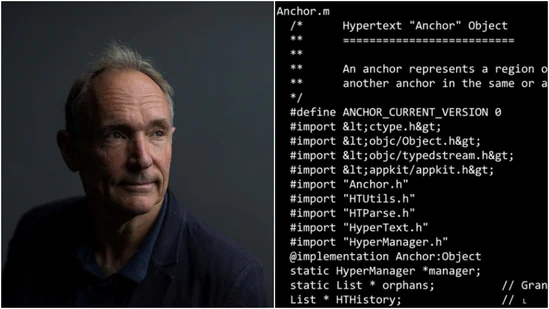 Anchor.m
/* Hypertext "Anchor" Object
** ==========================
**
** An anchor represents a region o
** another anchor in the same or a
*/
#define ANCHOR_CURRENT_VERSION 0
#import &lt;ctype.h&gt;
#import &lt;objc/Object.h&gt;
#import &lt;objc/typedstream.h&gt;
#import &lt;appkit/appkit.h&gt;
#import "Anchor.h"
#import "HTUtils.h"
#import "HTParse.h"
#import "HyperText.h"
#import "HyperManager.h"
@implementation Anchor:Object
static HyperManager *manager;
static List * orphans; // Gran
List * HTHistory; // L